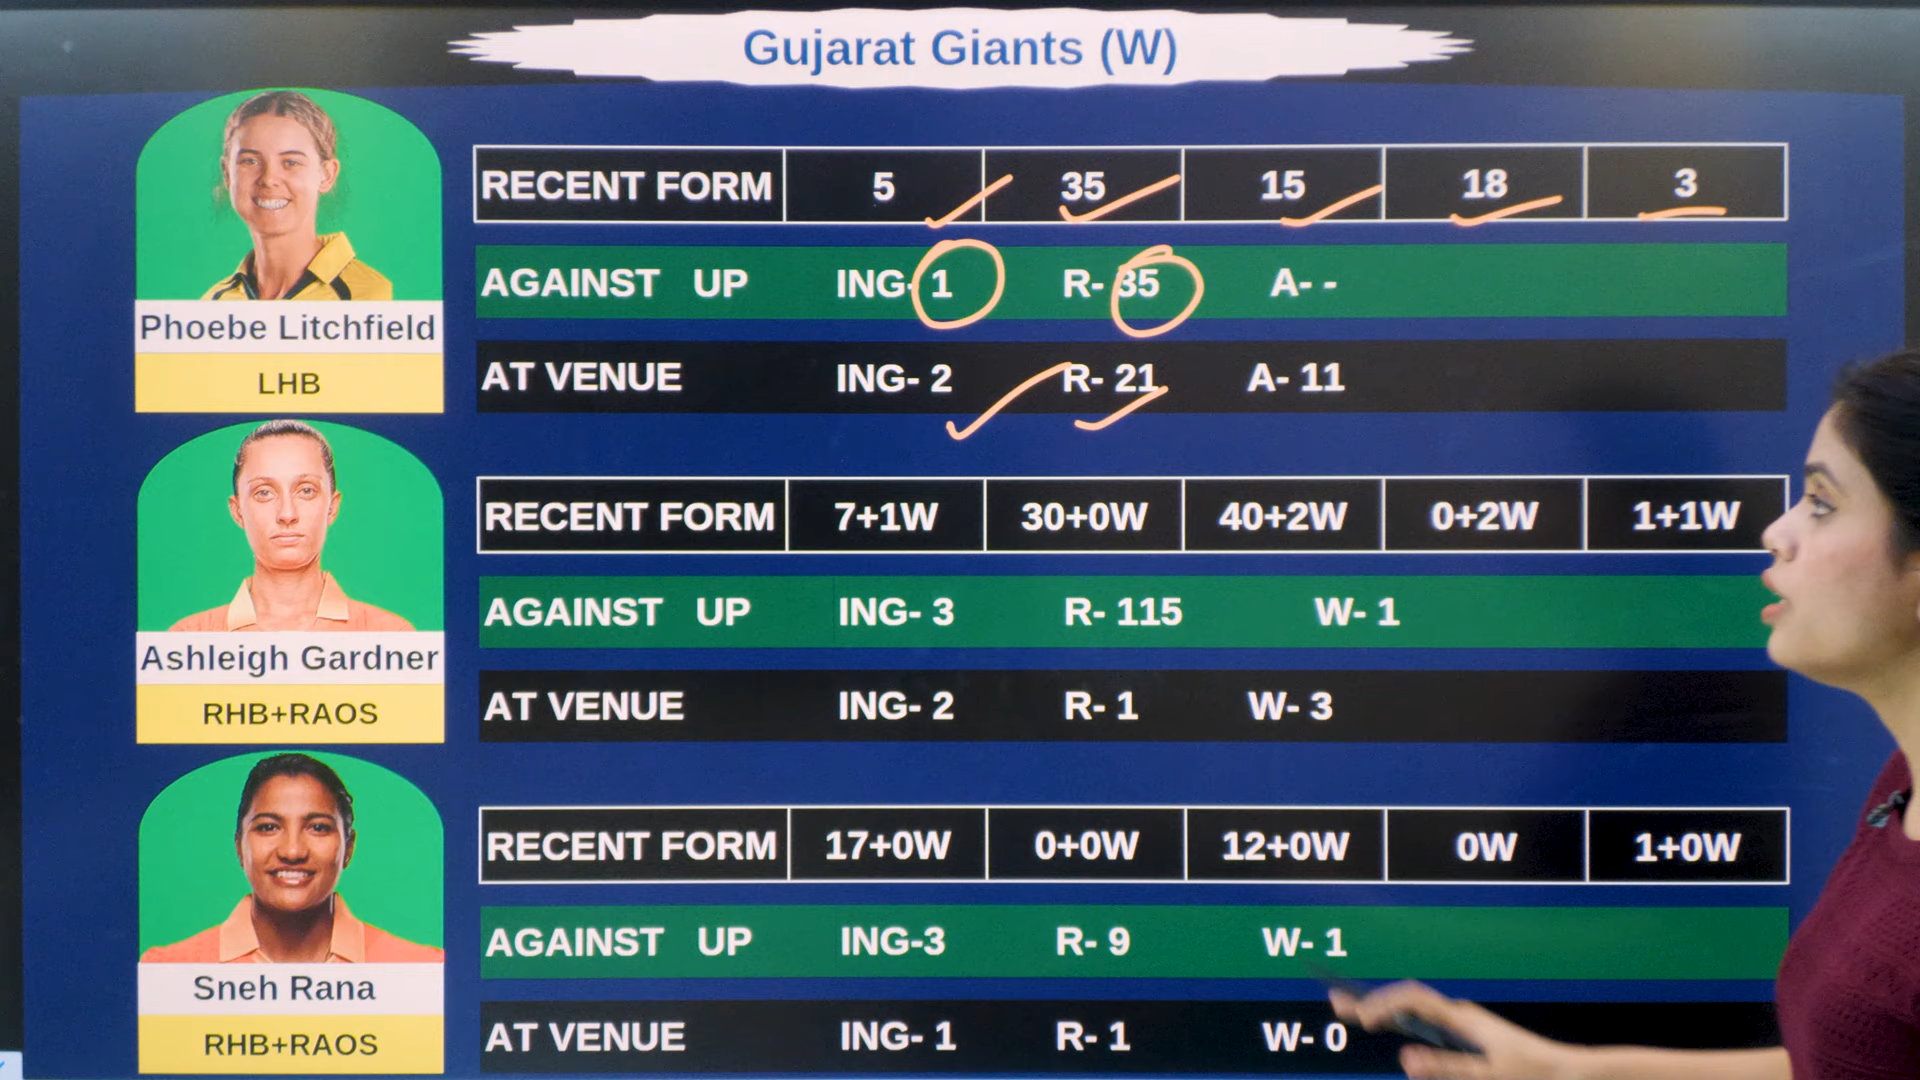 Gujarat Giants (W)
RECENT FORM 5 35 15 18 3
AGAINST UP ING- 1 R- 35 A- -
AT VENUE ING- 2 R- 21 A- 11
Phoebe Litchfield
LHB
RECENT FORM 7+1W 30+0W 40+2W 0+2W 1+1W
AGAINST UP ING- 3 R- 115 W- 1
AT VENUE ING- 2 R- 1 W- 3
Ashleigh Gardner
RHB+RAOS
RECENT FORM 17+0W 0+0W 12+0W 0W 1+0W
AGAINST UP ING-3 R- 9 W- 1
AT VENUE ING- 1 R- 1 W- 0
Sneh Rana
RHB+RAOS